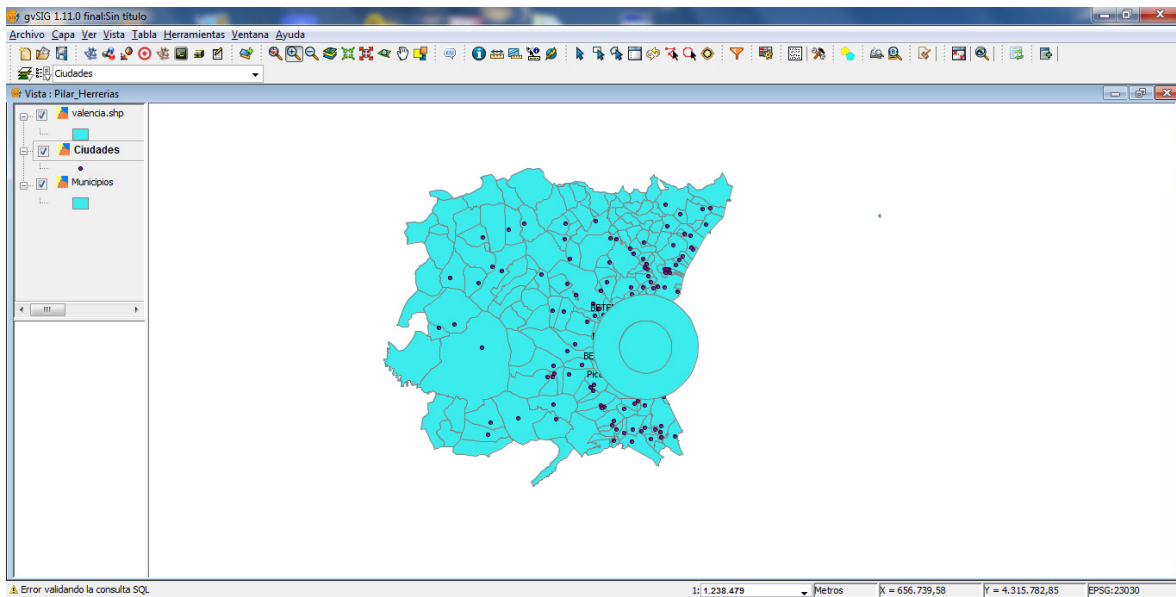 gvSIG 1.11.0 final:Sin título
Archivo Capa Ver Vista Tabla Herramientas Ventana Ayuda
Ciudades
Vista : Pilar_Herrerias
valencia.shp
Ciudades
Municipios
BE
Pic
Error validando la consulta SQL
1: 1.238.479 Metros X = 656.739,58 Y = 4.315.782,85 EPSG:23030